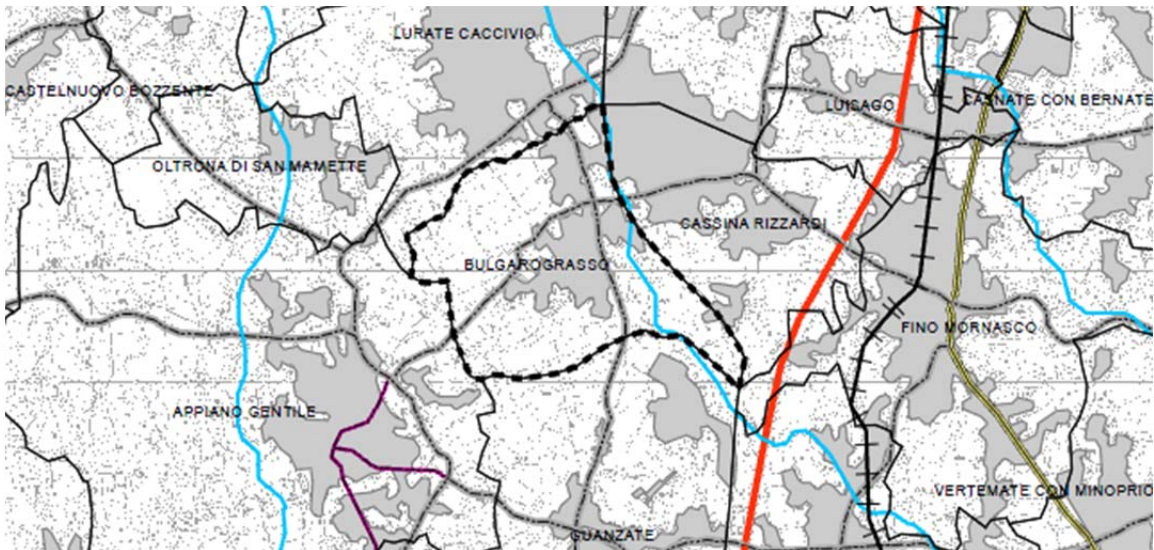 LURATE CACCIVIO
CASTELNUOVO BOZZENTE
LUISAGO
CASNATE CON BERNATE
OLTRONA DI SAN MAMETTE
CASSINA RIZZARDI
BULGAROGRASSO
FINO MORNASCO
APPIANO GENTILE
VERTEMATE CON MINOPRIO
GUANZATE